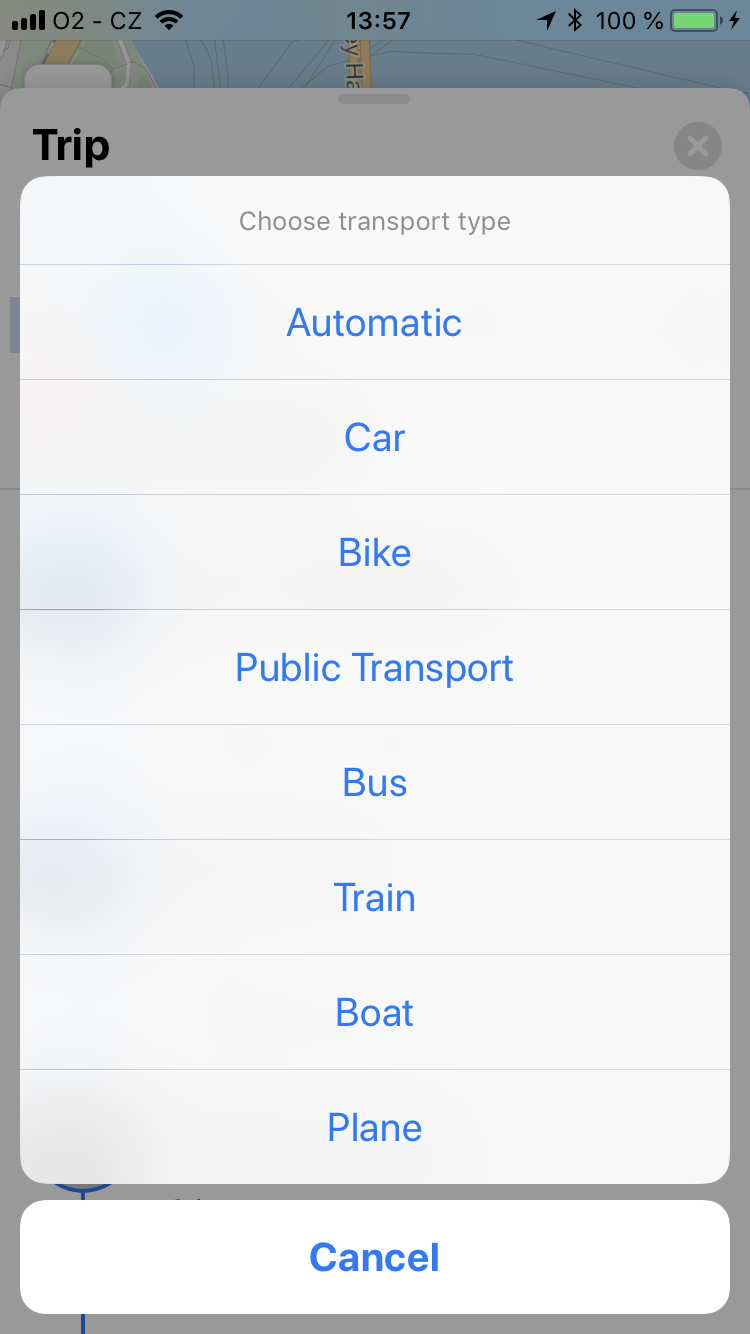 O2 - CZ 13:57 100 %
Trip
Choose transport type
Automatic
Car
Bike
Public Transport
Bus
Train
Boat
Plane
Cancel